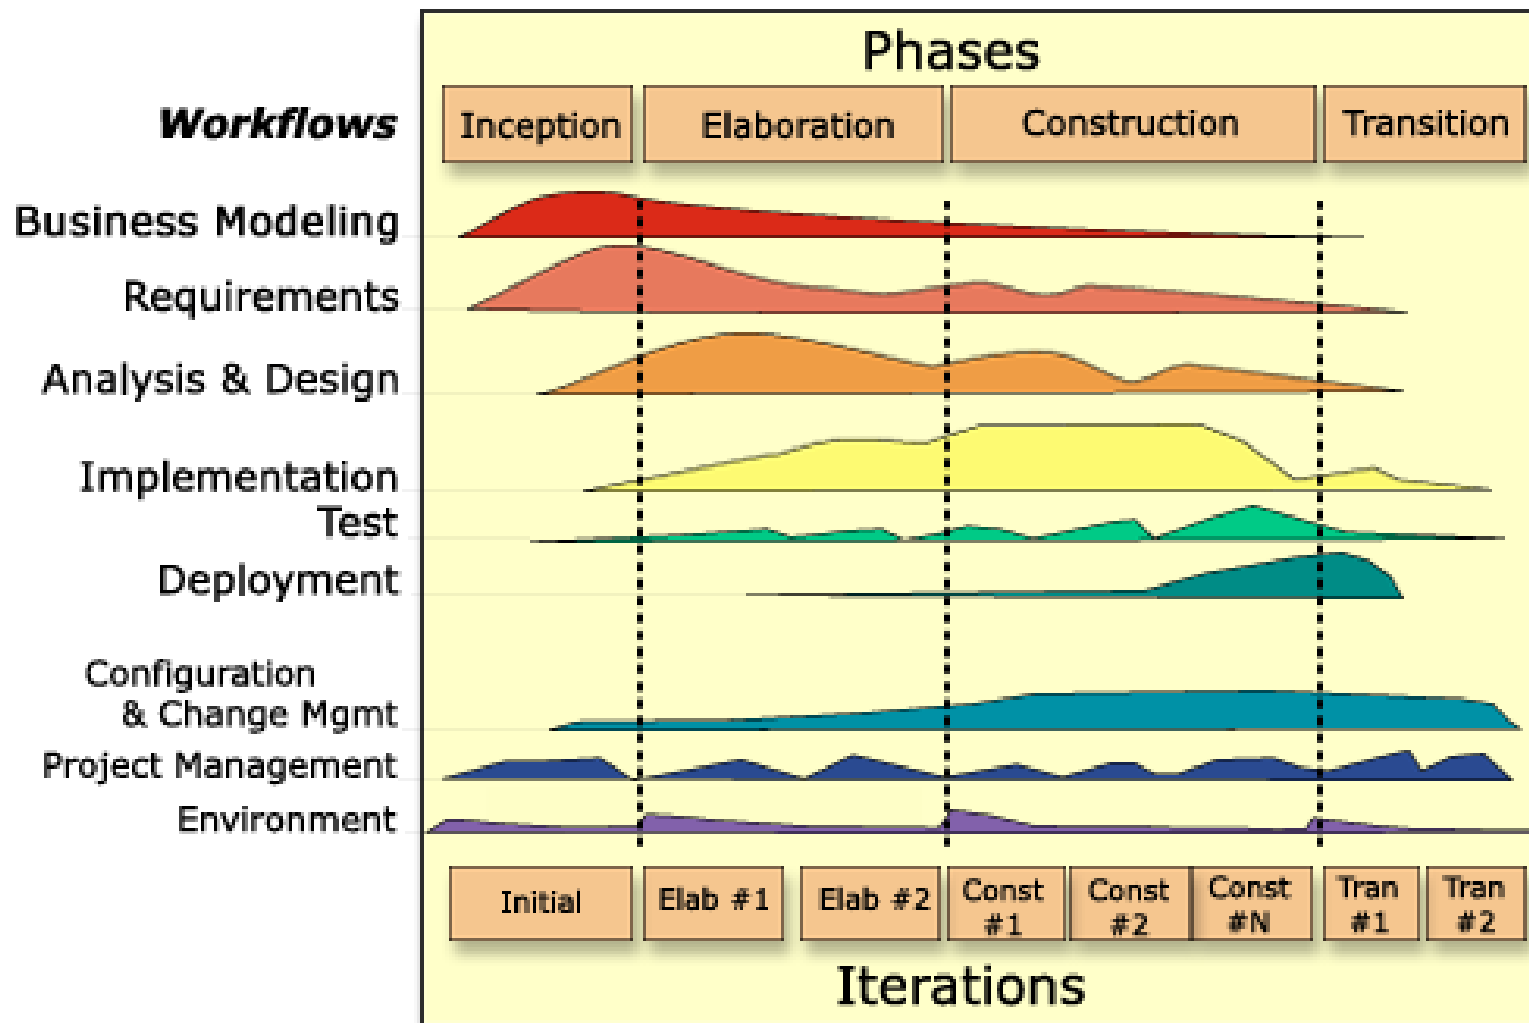 Phases
Workflows
Inception
Elaboration
Construction
Transition
Business Modeling
Requirements
Analysis & Design
Implementation
Test
Deployment
Configuration
& Change Mgmt
Project Management
Environment
Initial
Elab #1
Elab #2
Const
#1
Const
#2
Const
#N
Tran
#1
Tran
#2
Iterations